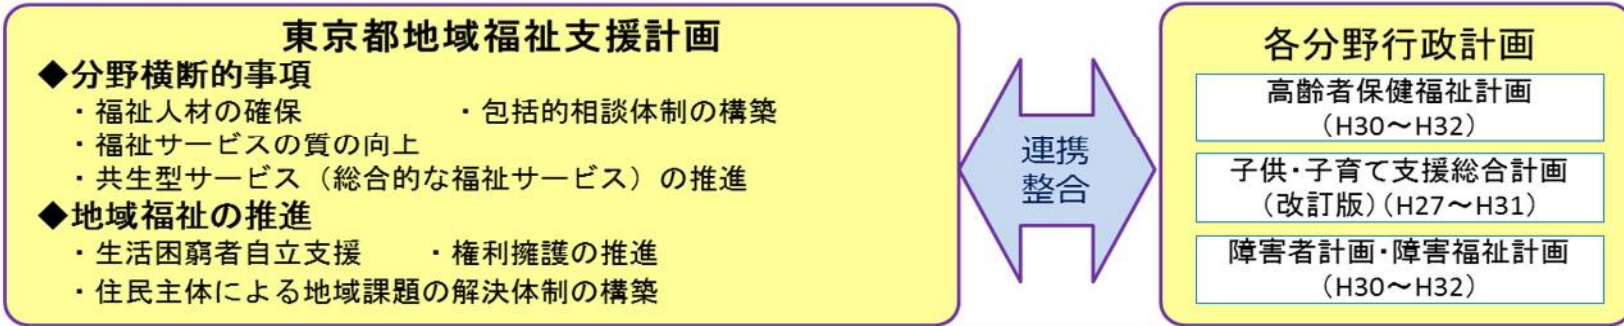 東京都地域福祉支援計画
◆分野横断的事項
・福祉人材の確保 ・包括的相談体制の構築
・福祉サービスの質の向上
・共生型サービス（総合的な福祉サービス）の推進
◆地域福祉の推進
・生活困窮者自立支援 ・権利擁護の推進
・住民主体による地域課題の解決体制の構築
連携
整合
各分野行政計画
高齢者保健福祉計画
（H30～H32）
子供・子育て支援総合計画
（改訂版）（H27～H31）
障害者計画・障害福祉計画
（H30～H32）